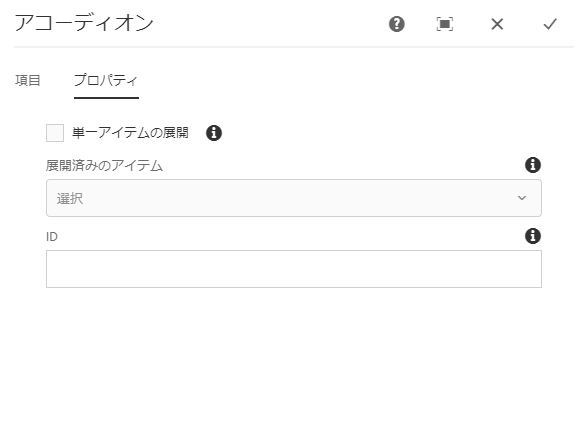 アコーディオン
項目 プロパティ
単一アイテムの展開
展開済みのアイテム
選択
ID